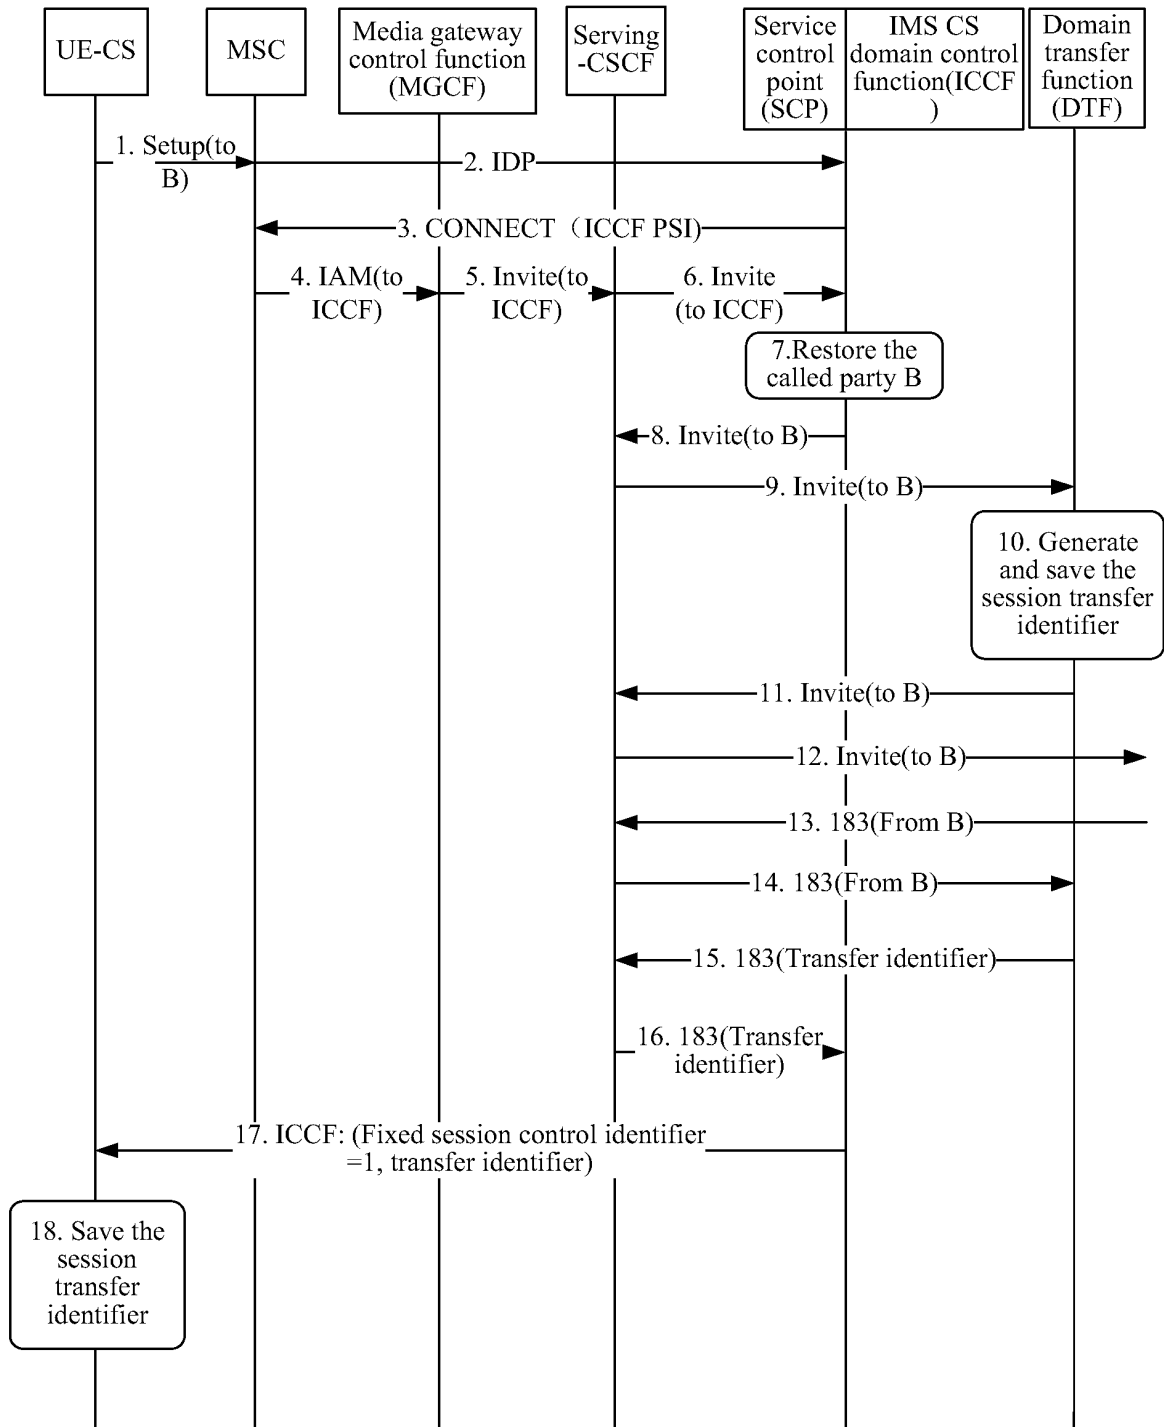 UE-CS
MSC
Media gateway
control function
(MGCF)
Serving
-CSCF
Service
control
point
(SCP)
IMS CS
domain control
function(ICCF
)
Domain
transfer
function
(DTF)
1. Setup(to
B)
2. IDP
3. CONNECT（ICCF PSI)
4. IAM(to
ICCF)
5. Invite(to
ICCF)
6. Invite
(to ICCF)
7.Restore the
called party B
8. Invite(to B)
9. Invite(to B)
10. Generate
and save the
session transfer
identifier
11. Invite(to B)
12. Invite(to B)
13. 183(From B)
14. 183(From B)
15. 183(Transfer identifier)
16. 183(Transfer
identifier)
17. ICCF: (Fixed session control identifier
=1, transfer identifier)
18. Save the
session
transfer
identifier